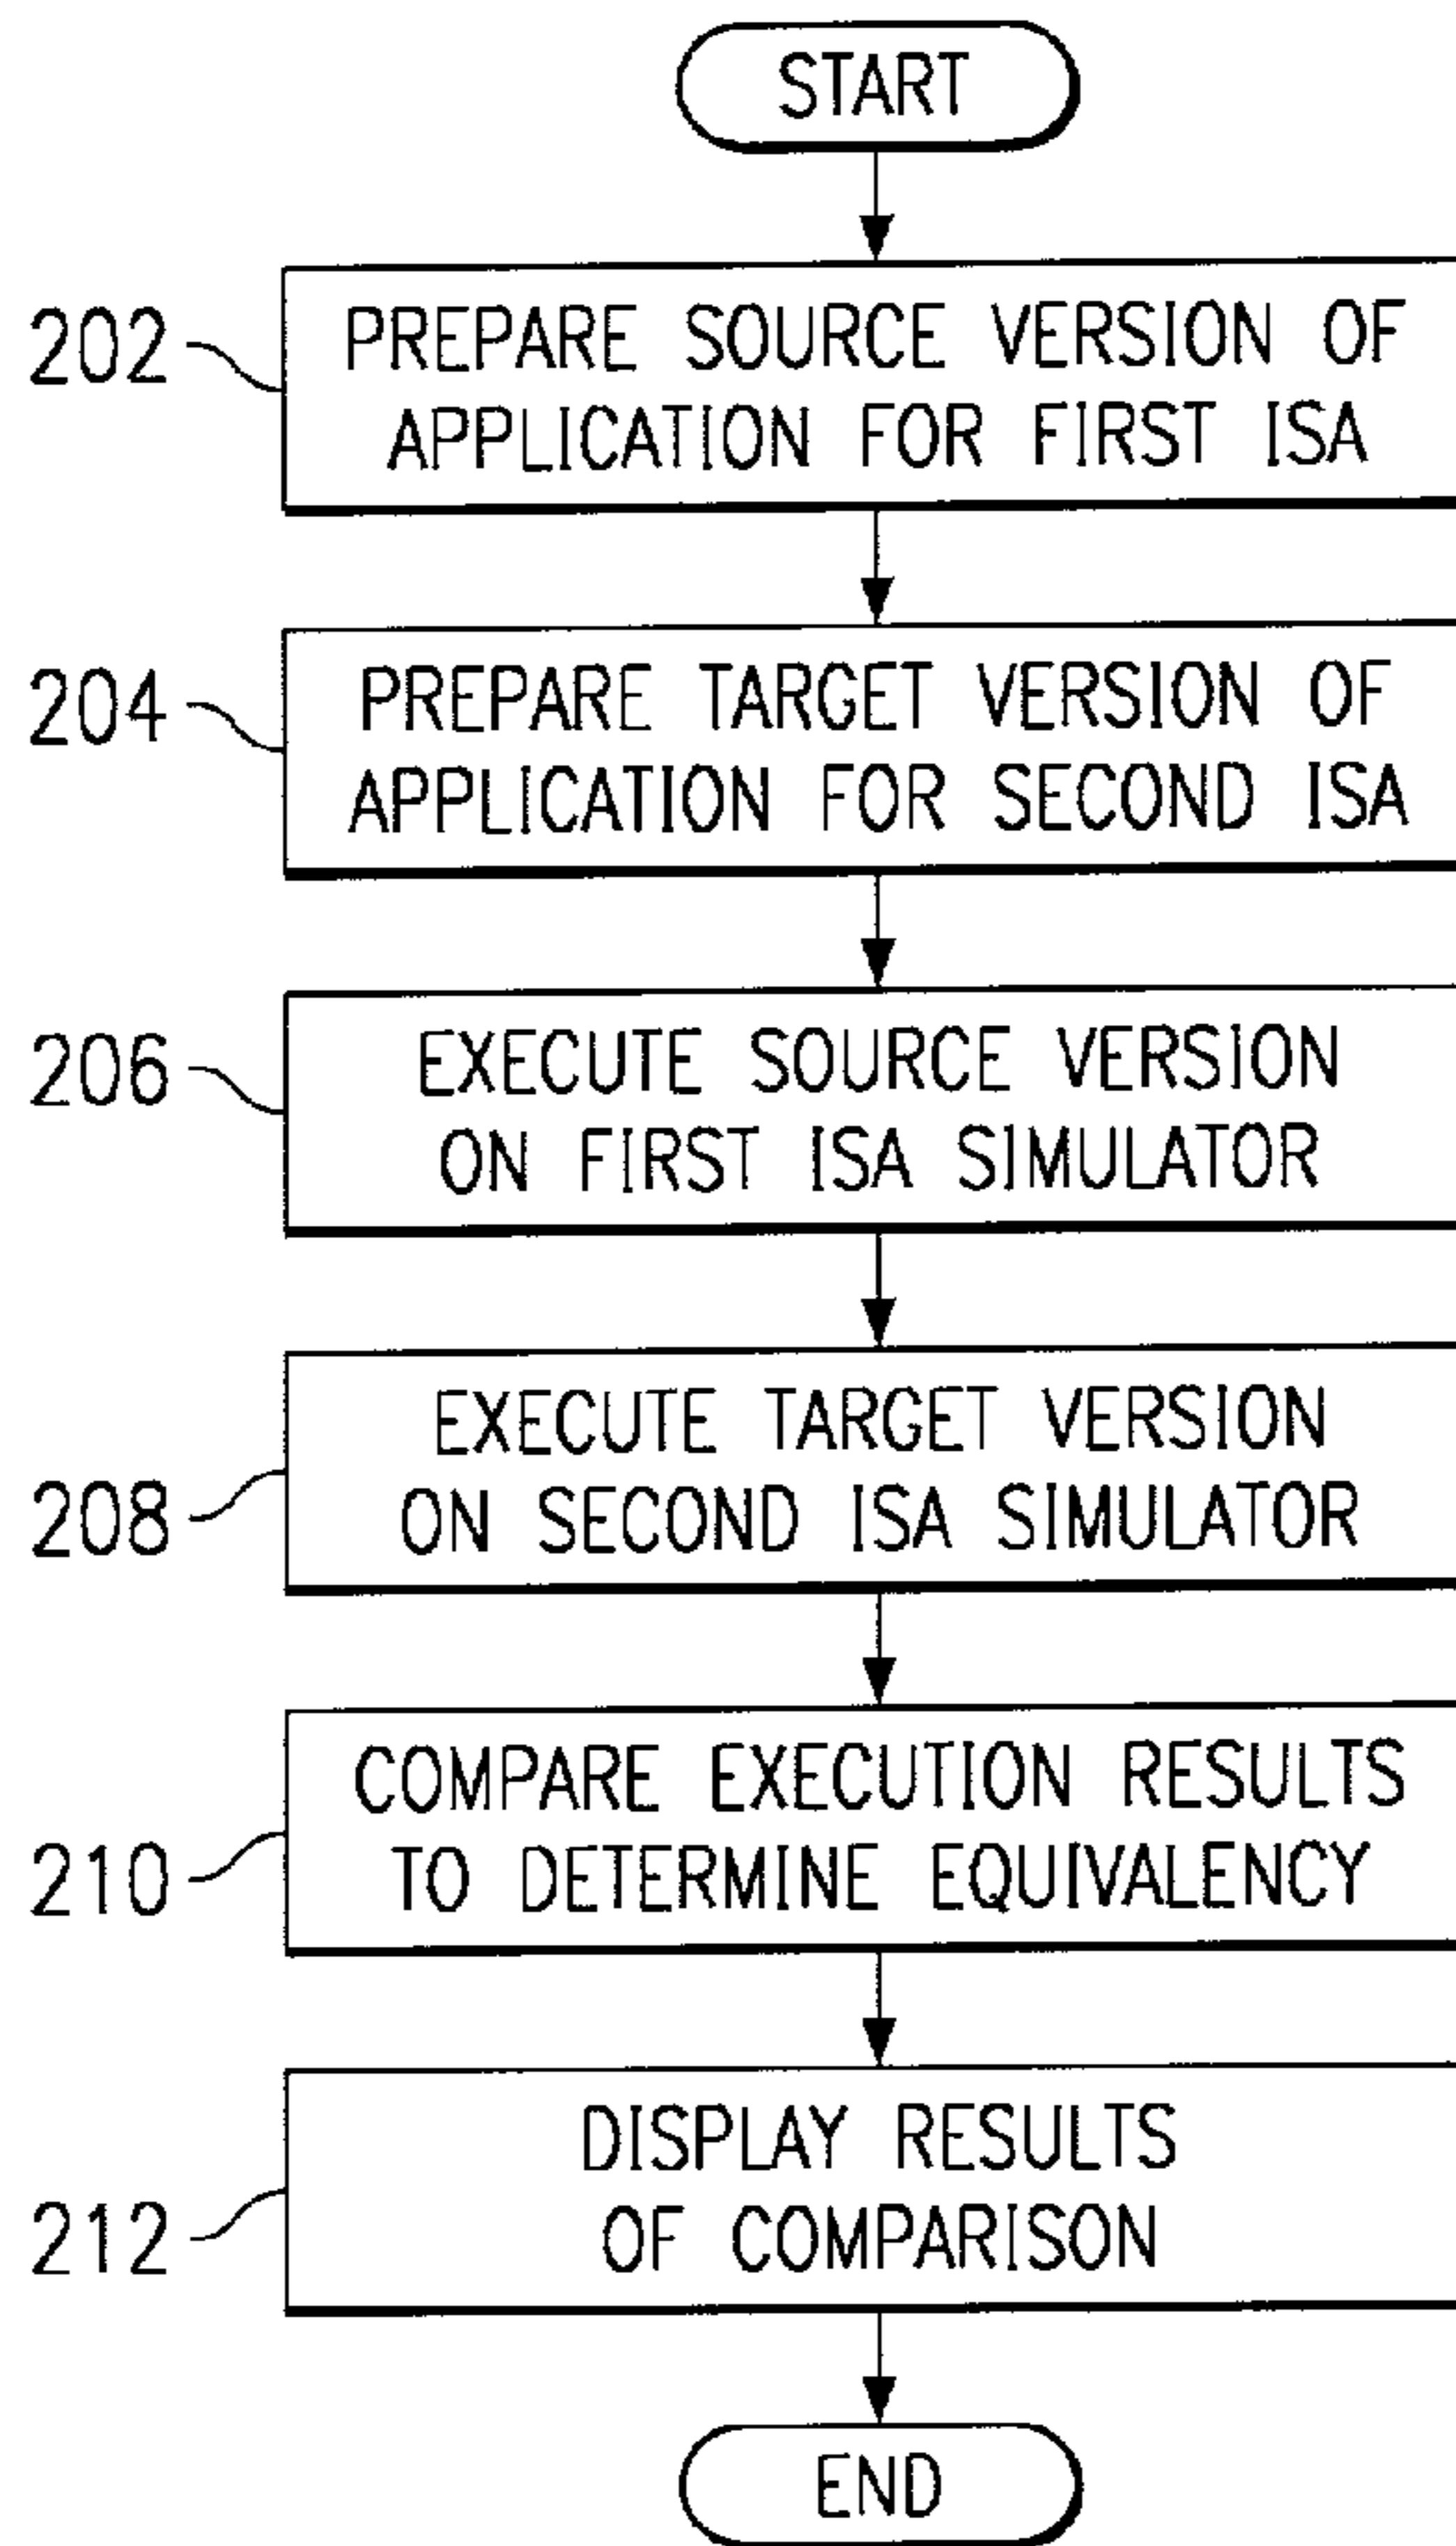 START
202
PREPARE SOURCE VERSION OF
APPLICATION FOR FIRST ISA
204
PREPARE TARGET VERSION OF
APPLICATION FOR SECOND ISA
206
EXECUTE SOURCE VERSION
ON FIRST ISA SIMULATOR
208
EXECUTE TARGET VERSION
ON SECOND ISA SIMULATOR
210
COMPARE EXECUTION RESULTS
TO DETERMINE EQUIVALENCY
212
DISPLAY RESULTS
OF COMPARISON
END